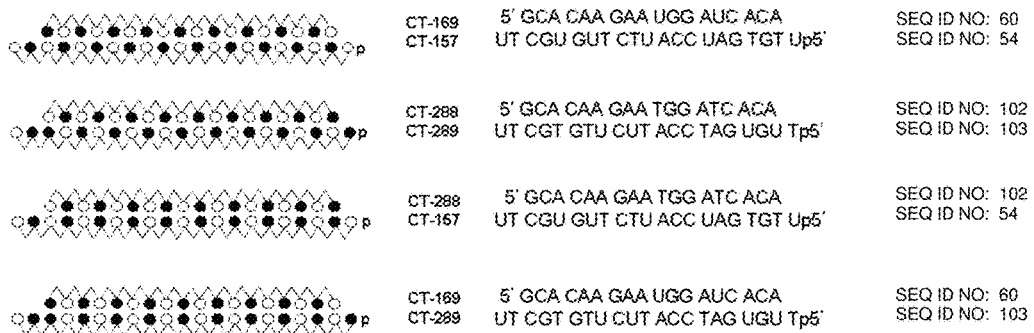 CT-169 5' GCA CAA GAA UGG AUC ACA SEQ ID NO: 60
p CT-157 UT CGU GUT CTU ACC UAG TGT Up5' SEQ ID NO: 54
CT-288 5' GCA CAA GAA TGG ATC ACA SEQ ID NO: 102
p CT-289 UT CGT GTU CUT ACC TAG UGU Tp5' SEQ ID NO: 103
CT-288 5' GCA CAA GAA TGG ATC ACA SEQ ID NO: 102
p CT-157 UT CGU GUT CTU ACC UAG TGT Up5' SEQ ID NO: 54
CT-169 5' GCA CAA GAA UGG AUC ACA SEQ ID NO: 60
p CT-289 UT CGT GTU CUT ACC TAG UGU Tp5' SEQ ID NO: 103